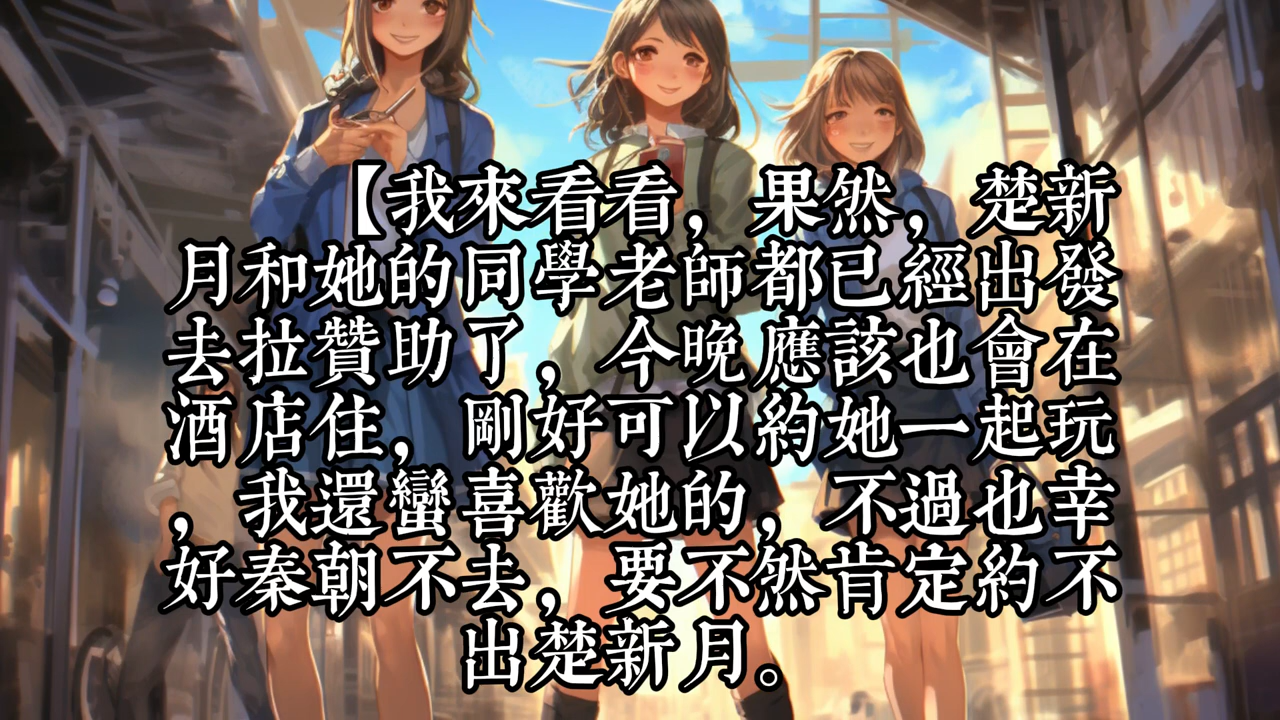 【我來看看，果然，楚新
月和她的同學老師都已經出發
去拉贊助了，今晚應該也會在
酒店住，剛好可以約她一起玩
，我還蠻喜歡她的，不過也幸
好秦朝不去，要不然肯定約不
出楚新月。